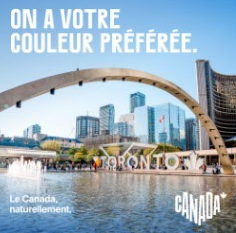 ON A VOTRE
COULEUR PRÉFÉRÉE.
TORONTO
Le Canada,
naturellement.
CANADA